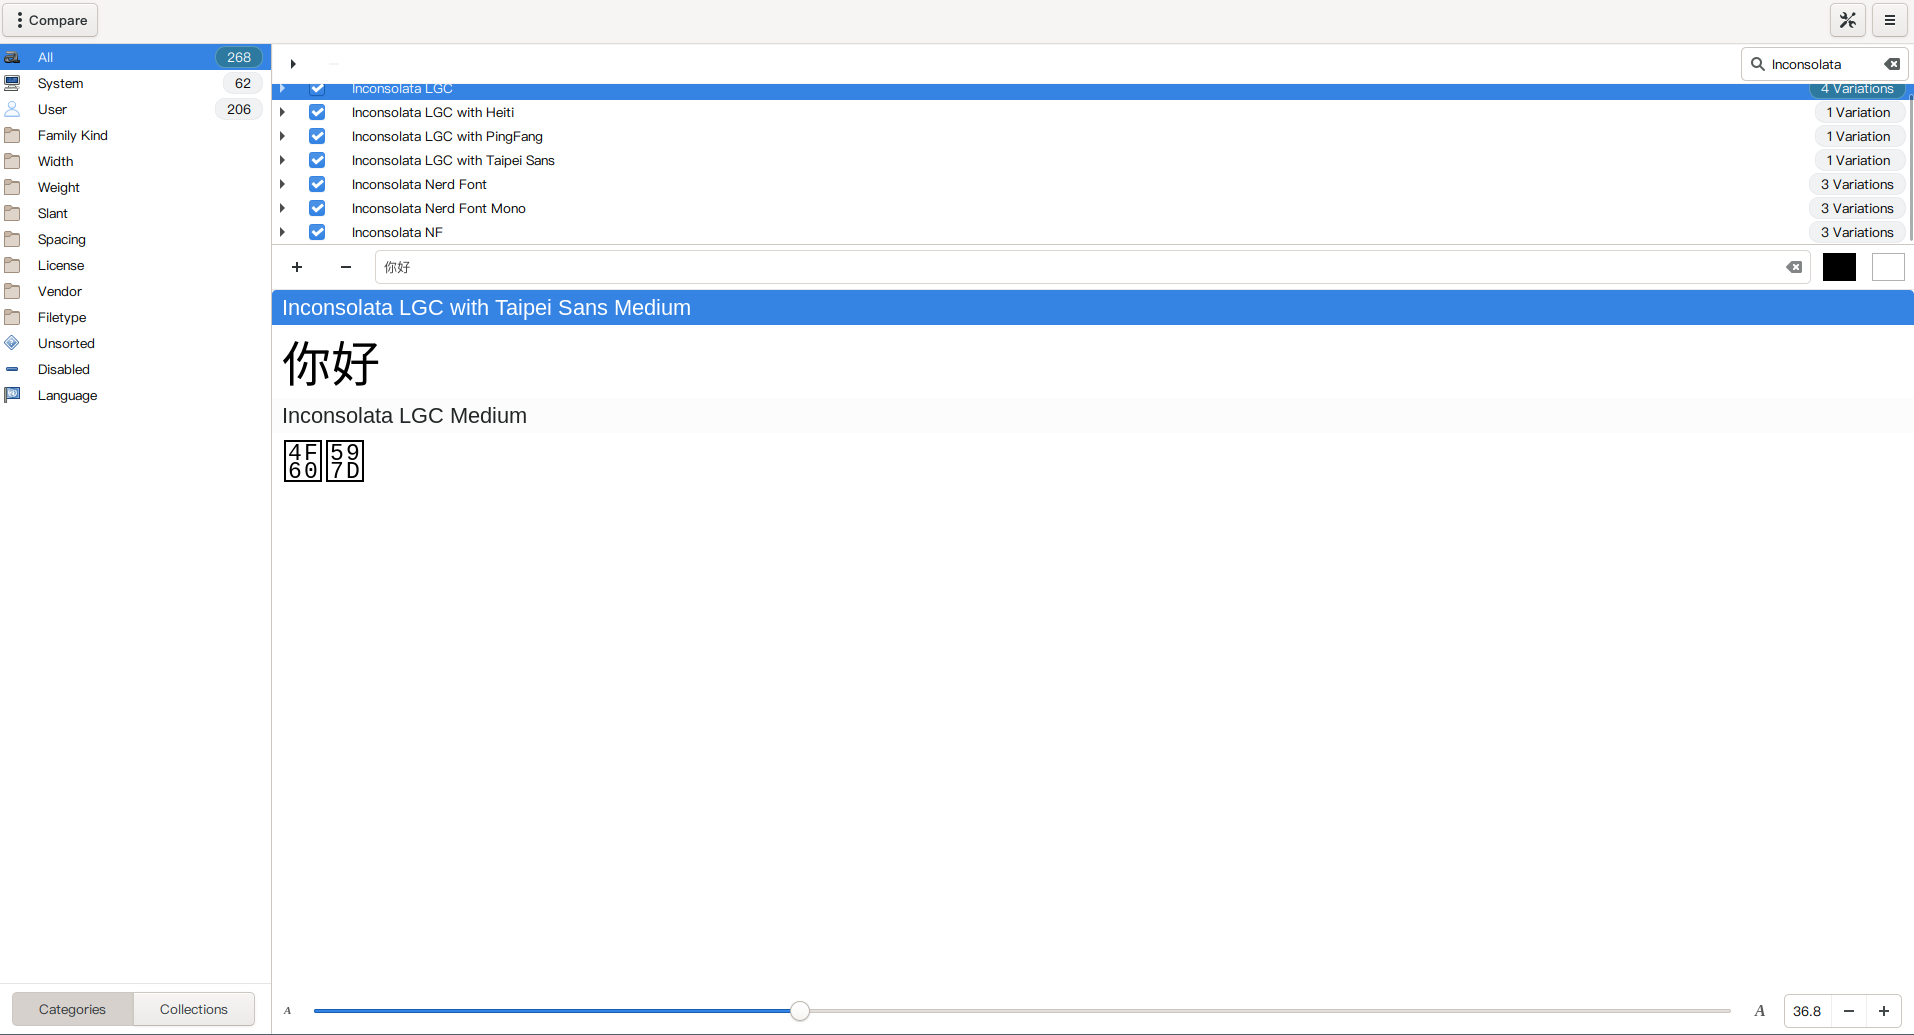 Compare
All 268
System 62
User 206
Family Kind
Width
Weight
Slant
Spacing
License
Vendor
Filetype
Unsorted
Disabled
Language
Categories Collections
Inconsolata
Inconsolata LGC 4 Variations
Inconsolata LGC with Heiti 1 Variation
Inconsolata LGC with PingFang 1 Variation
Inconsolata LGC with Taipei Sans 1 Variation
Inconsolata Nerd Font 3 Variations
Inconsolata Nerd Font Mono 3 Variations
Inconsolata NF 3 Variations
你好
Inconsolata LGC with Taipei Sans Medium
你好
Inconsolata LGC Medium
4F 59
60 7D
A A 36.8